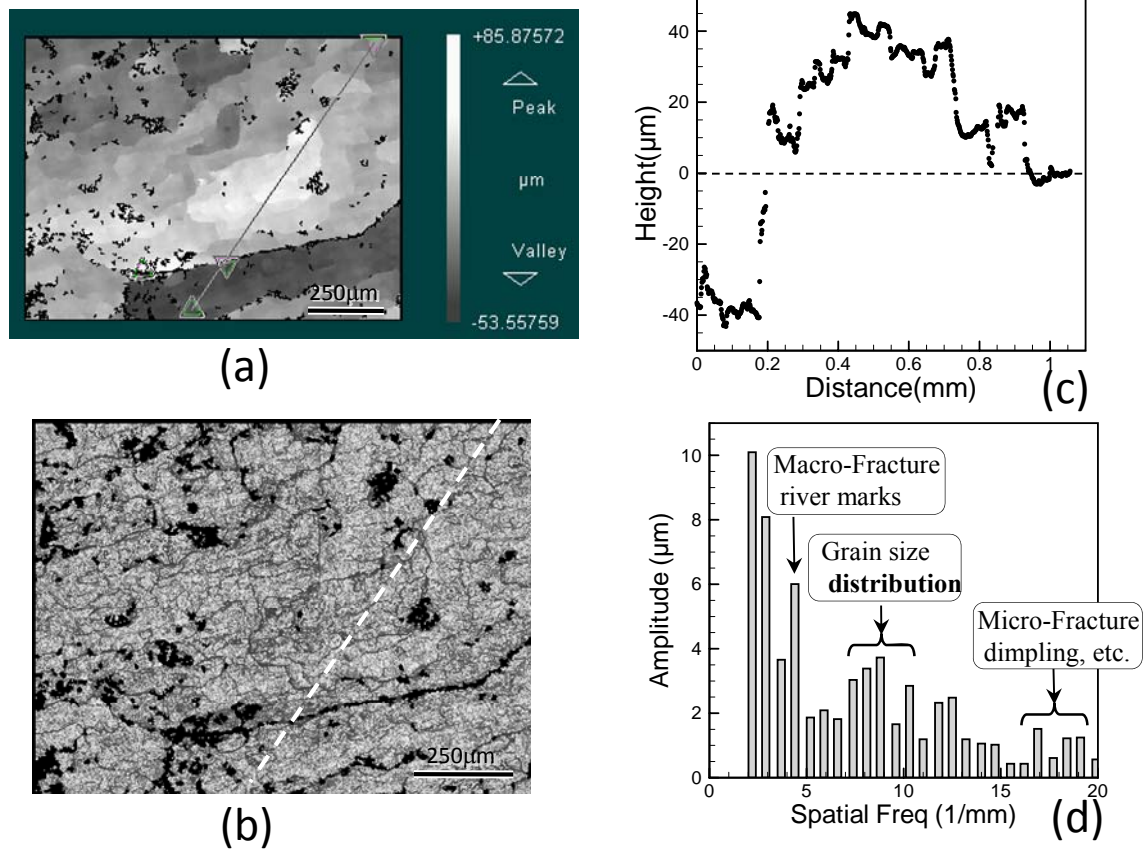 +85.87572
Peak
µm
Valley
-53.55759
250µm
(a)
250µm
(b)
40
20
0
-20
-40
Height(µm)
0
0.2
0.4
0.6
0.8
1
Distance(mm)
(c)
10
8
6
4
2
0
Amplitude (µm)
Macro-Fracture
river marks
Grain size
distribution
Micro-Fracture
dimpling, etc.
0
5
10
15
20
Spatial Freq (1/mm)
(d)